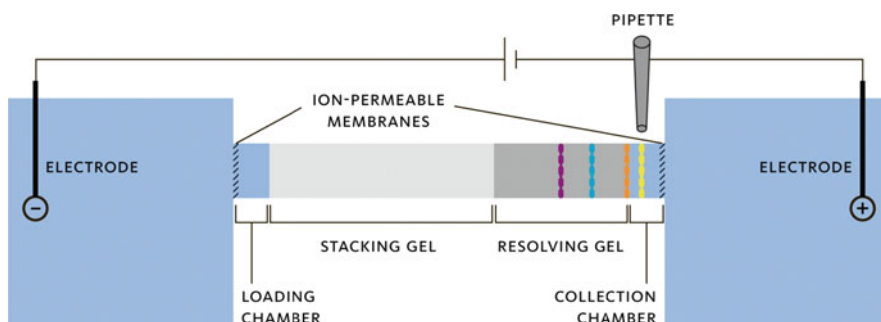 PIPETTE
ION-PERMEABLE
MEMBRANES
ELECTRODE
ELECTRODE
−
+
STACKING GEL
RESOLVING GEL
LOADING
CHAMBER
COLLECTION
CHAMBER